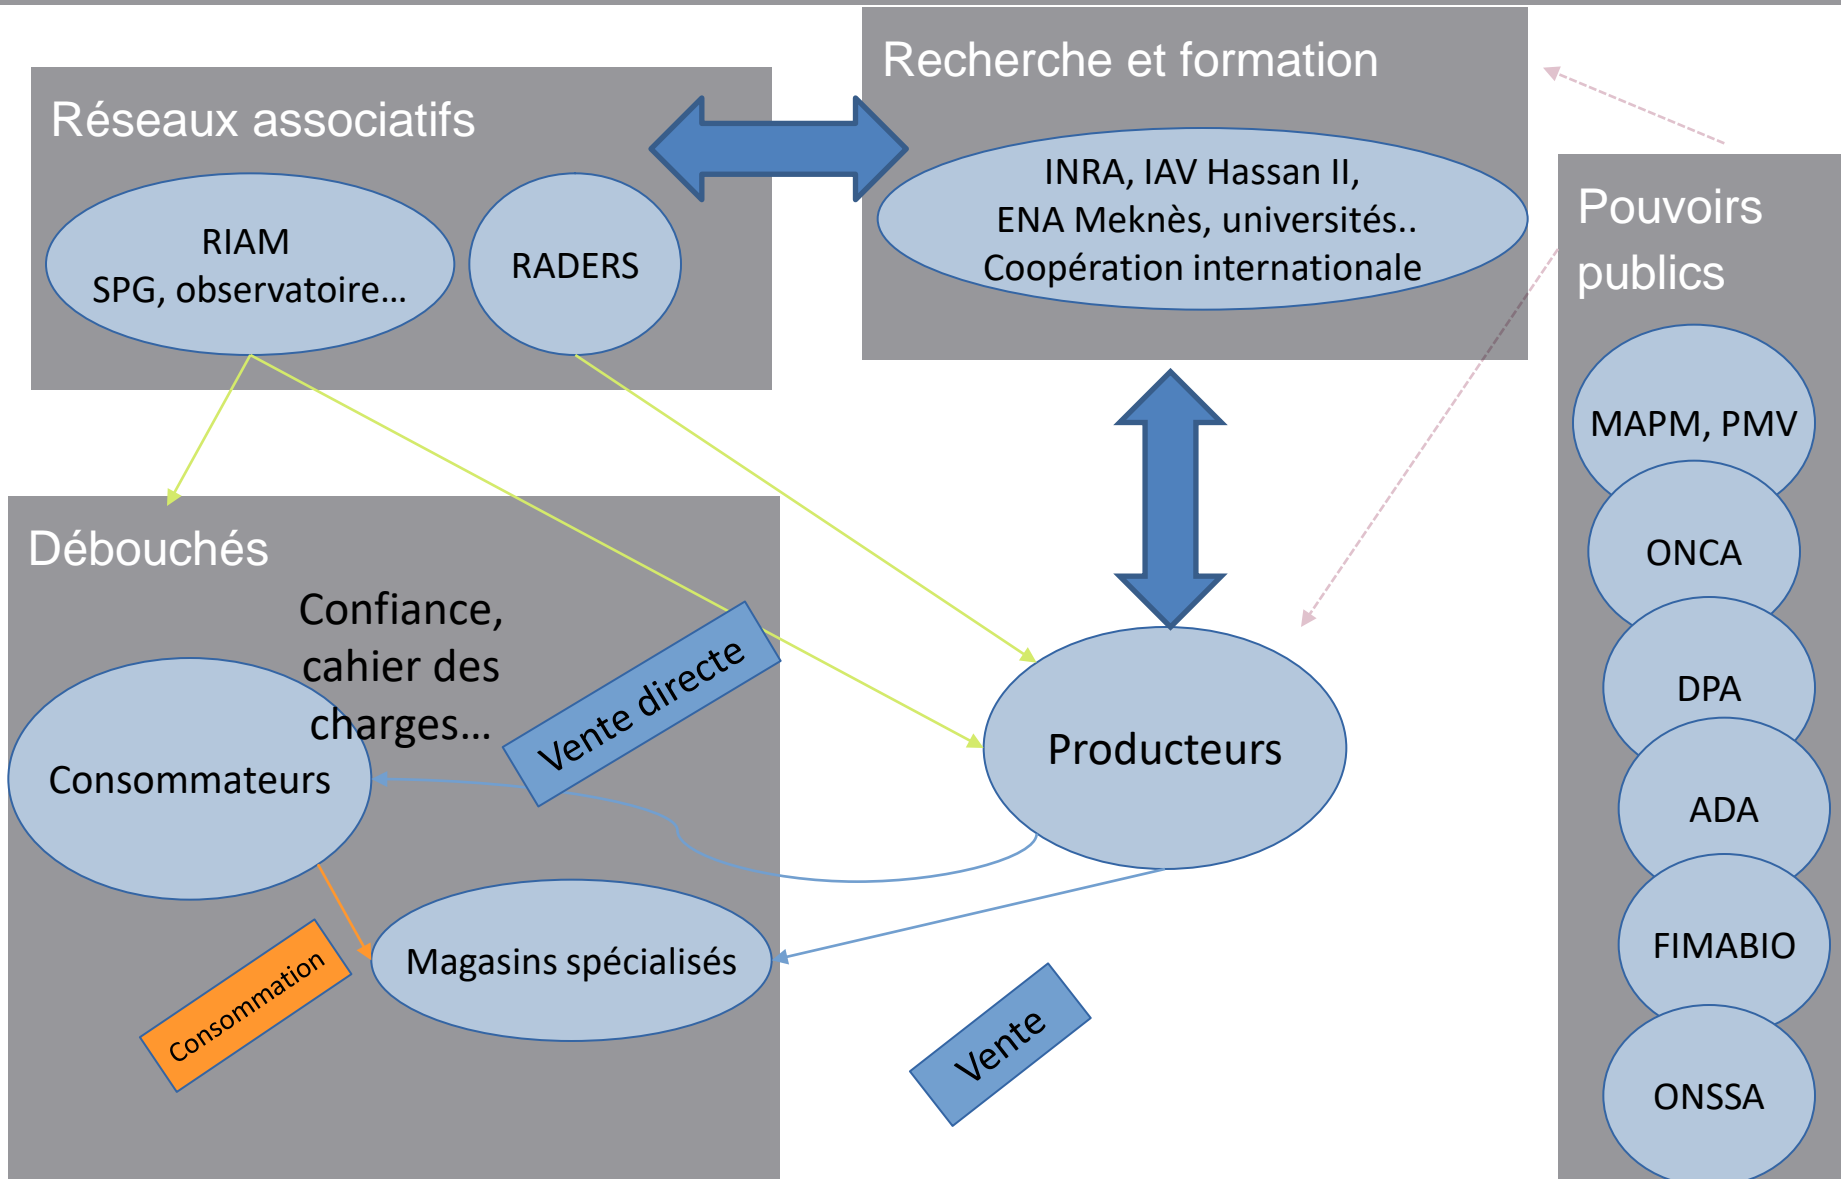 Réseaux associatifs
RIAM
SPG, observatoire...
RADERS
Recherche et formation
INRA, IAV Hassan II,
ENA Meknès, universités..
Coopération internationale
Pouvoirs
publics
MAPM, PMV
ONCA
DPA
ADA
FIMABIO
ONSSA
Débouchés
Confiance,
cahier des
charges...
Consommateurs
Vente directe
Producteurs
Magasins spécialisés
Consommation
Vente